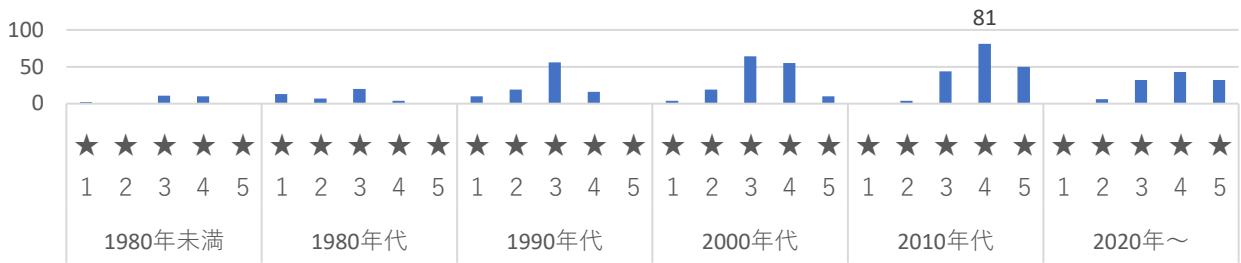 81
100
50
0
★ ★ ★ ★ ★ ★ ★ ★ ★ ★ ★ ★ ★ ★ ★ ★ ★ ★ ★ ★ ★ ★ ★ ★ ★ ★ ★ ★ ★ ★
1 2 3 4 5 1 2 3 4 5 1 2 3 4 5 1 2 3 4 5 1 2 3 4 5 1 2 3 4 5
1980年未満 1980年代 1990年代 2000年代 2010年代 2020年～